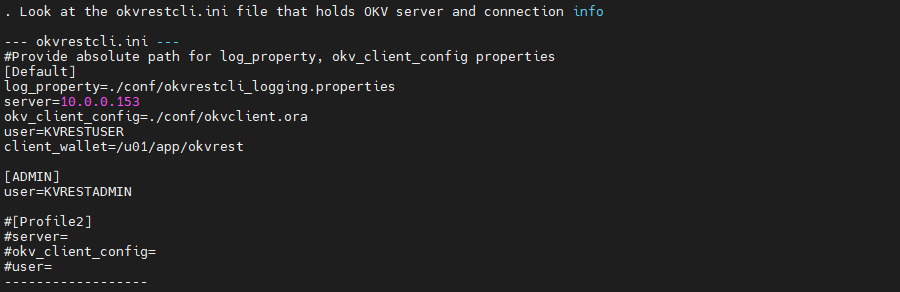 . Look at the okvrestcli.ini file that holds OKV server and connection info
--- okvrestcli.ini ---
#Provide absolute path for log_property, okv_client_config properties
[Default]
log_property=./conf/okvrestcli_logging.properties
server=10.0.0.153
okv_client_config=./conf/okvclient.ora
user=KVRESTUSER
client_wallet=/u01/app/okvrest
[ADMIN]
user=KVRESTADMIN
#[Profile2]
#server=
#okv_client_config=
#user=
------------------